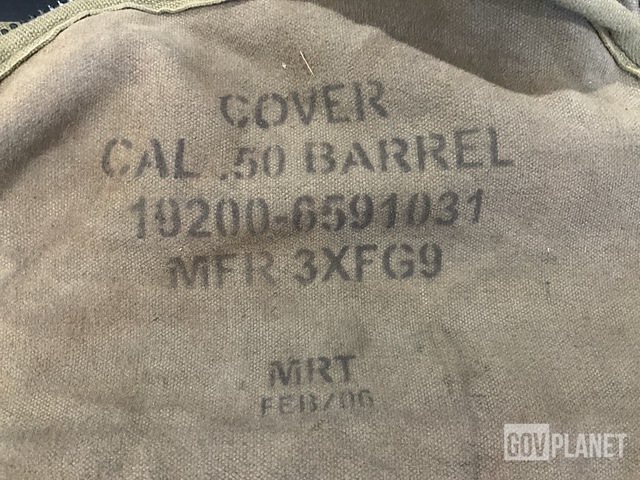 COVER
CAL .50 BARREL
19200-6591031
MFR 3XFG9
MRT
FEB/06
GOVPLANET